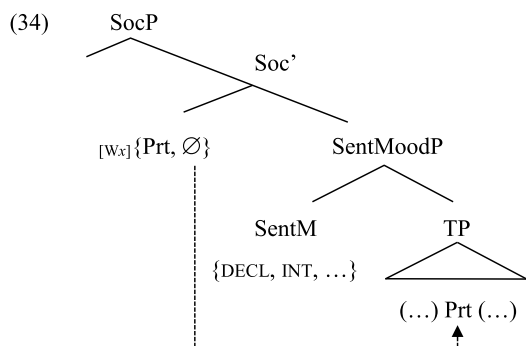 (34) SocP
Soc’
[Wx]{Prt, ∅} SentMoodP
SentM TP
{DECL, INT, …}
(…) Prt (…)